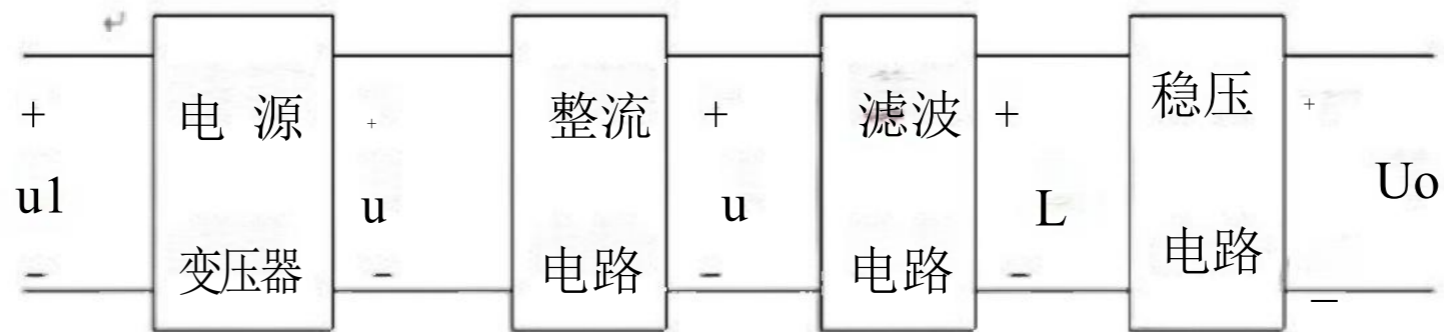 ↵
+ 电 源 + 整流 + 滤波 + 稳压 +
u1 u u L Uo
- 变压器 - 电路 - 电路 - 电路 -